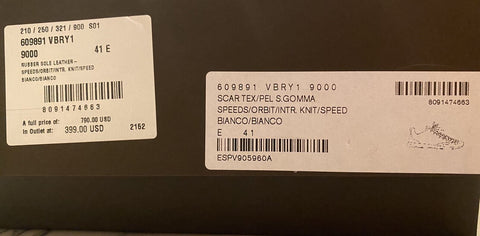 210 / 250 / 321 / 900 S01
609891 VBRY1
9000
41 E
RUBBER SOLE LEATHER-
SPEEDS/ORBIT/INTR. KNIT/SPEED
BIANCO/BIANCO
8091474663
A full price of: 790.00 USD
In Outlet at: 399.00 USD
2152
609891 VBRY1 9000
SCAR TEX/PEL S.GOMMA
SPEEDS/ORBIT/INTR. KNIT/SPEED
BIANCO/BIANCO
E 41
ESPV905960A
8091474663